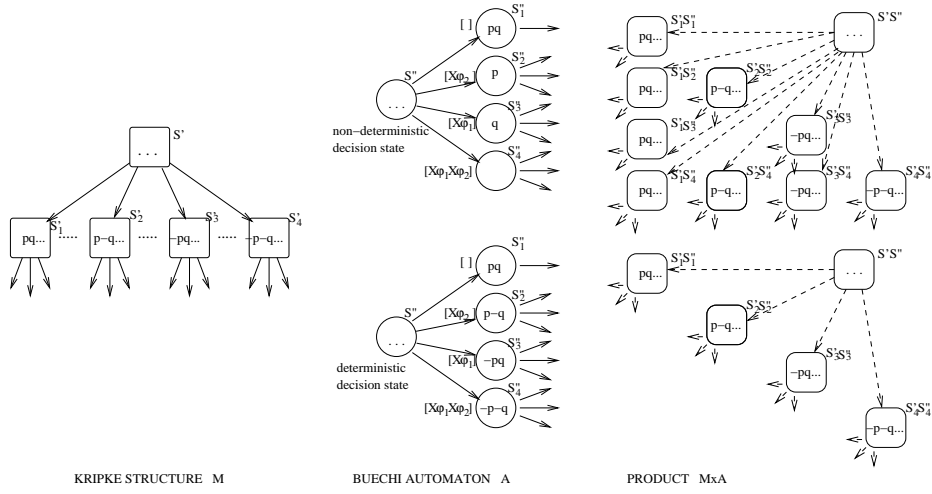 S'
. . .
S'1
S'2
S'3
S'4
pq...
p−q...
−pq...
−p−q...
.....
.....
.....
KRIPKE STRUCTURE M
S''
. . .
non−deterministic
decision state
[ ]
pq
S''1
[Xφ2]
p
S''2
[Xφ1]
q
S''3
[Xφ1Xφ2]
S''4
S''
. . .
deterministic
decision state
[ ]
pq
S''1
[Xφ2]
p−q
S''2
[Xφ1]
−pq
S''3
[Xφ1Xφ2]
−p−q
S''4
BUECHI AUTOMATON A
S'S''
. . .
pq...
S'1S''1
pq...
S'1S''2
p−q...
S'2S''2
pq...
S'1S''3
−pq...
S'3S''3
pq...
S'1S''4
p−q...
S'2S''4
−pq...
S'3S''4
−p−q...
S'4S''4
S'S''
. . .
pq...
S'1S''1
p−q...
S'2S''2
−pq...
S'3S''3
−p−q...
S'4S''4
PRODUCT MxA